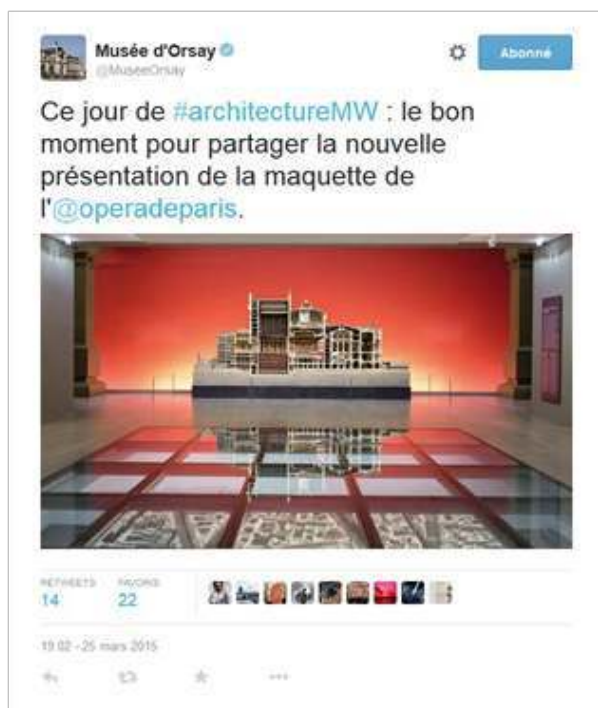 Musée d'Orsay
@MuseeOrsay
Abonné
Ce jour de #architectureMW : le bon
moment pour partager la nouvelle
présentation de la maquette de
l'@operadeparis.
RETWEETS FAVORIS
14 22
19:02 - 25 mars 2015